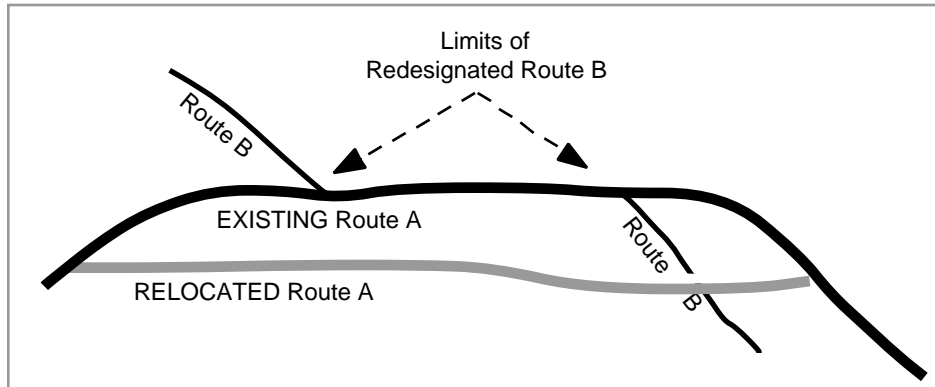 Limits of
Redesignated Route B
Route B
EXISTING Route A
Route
B
RELOCATED Route A